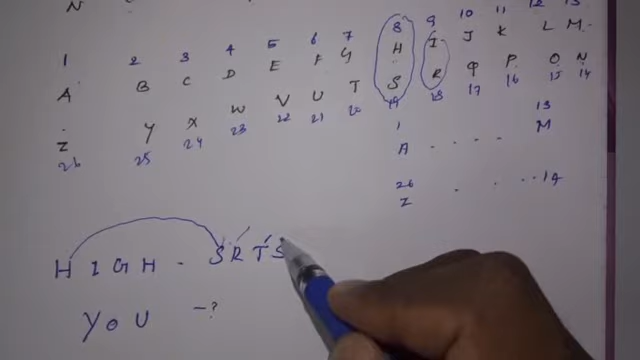 N
1 2 3 4 5 6 7 8 9 10 11 12 13
A B C D E F G H I J K L M
Z Y X W V U T S R Q P O N
26 25 24 23 22 21 20 19 18 17 16 15 14
1 13
A . . . . M
26 . . . . 14
Z
HIGH - SRTS
YOU - ?